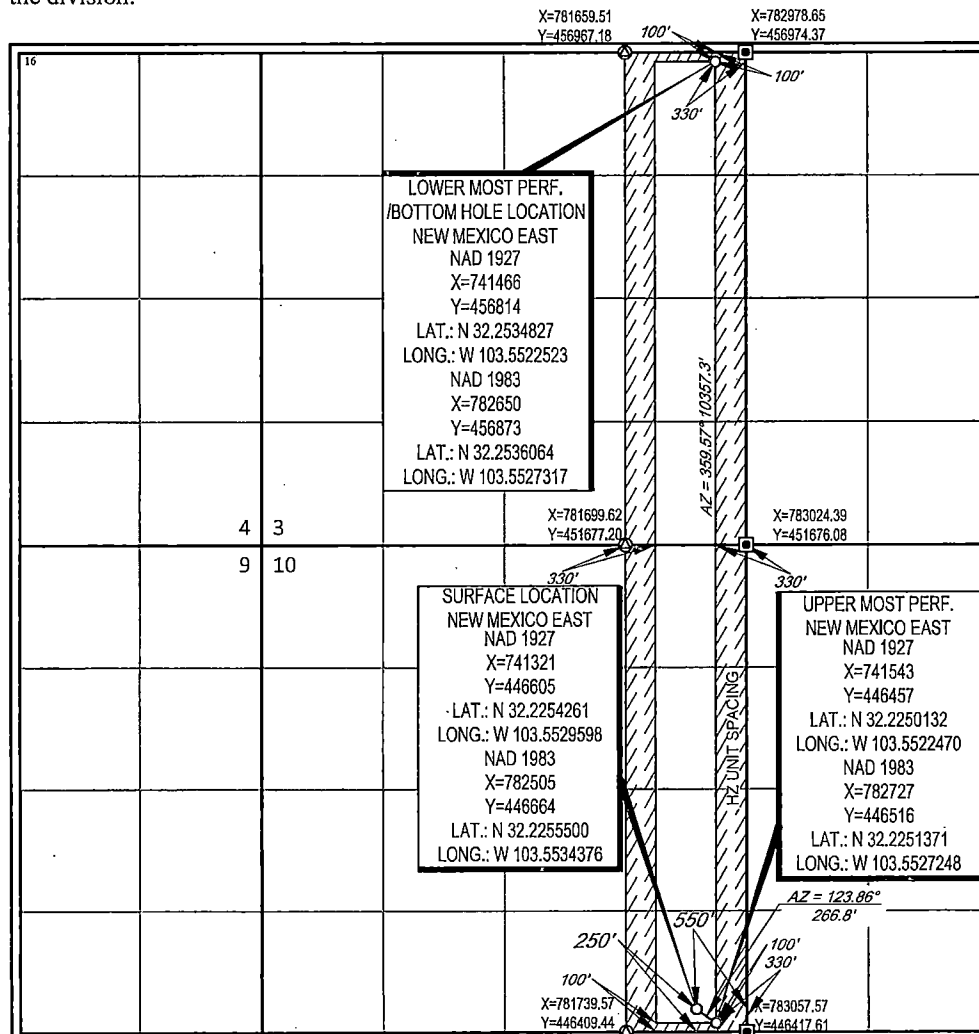 the division.
X=781659.51
Y=456967.18
X=782978.65
Y=456974.37
16
100'
100'
330'
LOWER MOST PERF.
/BOTTOM HOLE LOCATION
NEW MEXICO EAST
NAD 1927
X=741466
Y=456814
LAT.: N 32.2534827
LONG.: W 103.5522523
NAD 1983
X=782650
Y=456873
LAT.: N 32.2536064
LONG.: W 103.5527317
AZ = 359.57° 10357.3'
X=781699.62
Y=451677.20
X=783024.39
Y=451676.08
4 3
9 10
330'
330'
SURFACE LOCATION
NEW MEXICO EAST
NAD 1927
X=741321
Y=446605
LAT.: N 32.2254261
LONG.: W 103.5529598
NAD 1983
X=782505
Y=446664
LAT.: N 32.2255500
LONG.: W 103.5534376
HZ UNIT SPACING
UPPER MOST PERF.
NEW MEXICO EAST
NAD 1927
X=741543
Y=446457
LAT.: N 32.2250132
LONG.: W 103.5522470
NAD 1983
X=782727
Y=446516
LAT.: N 32.2251371
LONG.: W 103.5527248
AZ = 123.86°
266.8'
250'
550'
100'
330'
100'
X=781739.57
Y=446409.44
X=783057.57
Y=446417.61